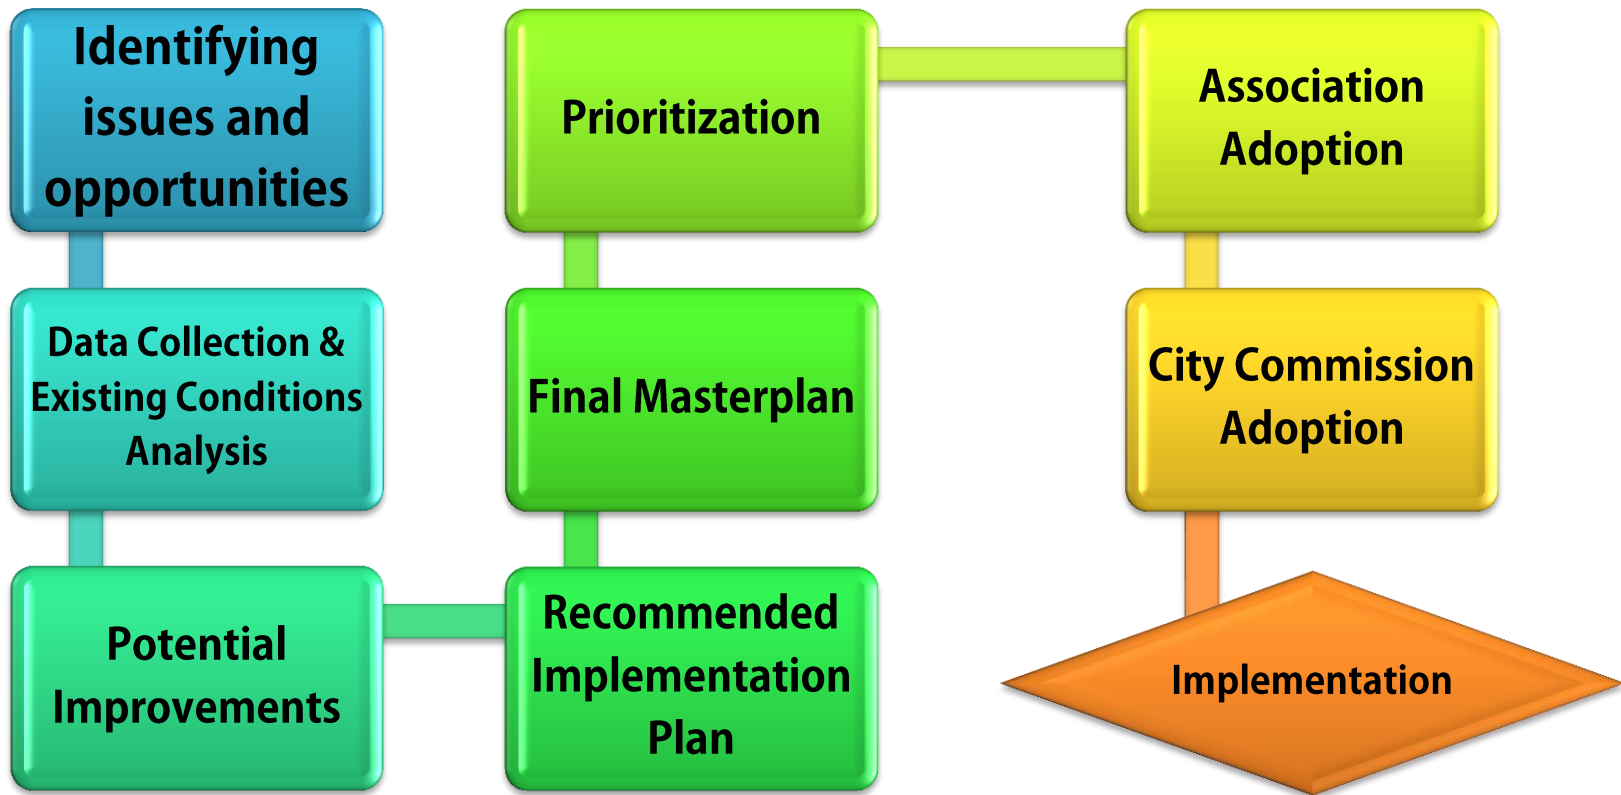 Identifying
issues and
opportunities
Data Collection &
Existing Conditions
Analysis
Potential
Improvements
Recommended
Implementation
Plan
Final Masterplan
Prioritization
Association
Adoption
City Commission
Adoption
Implementation